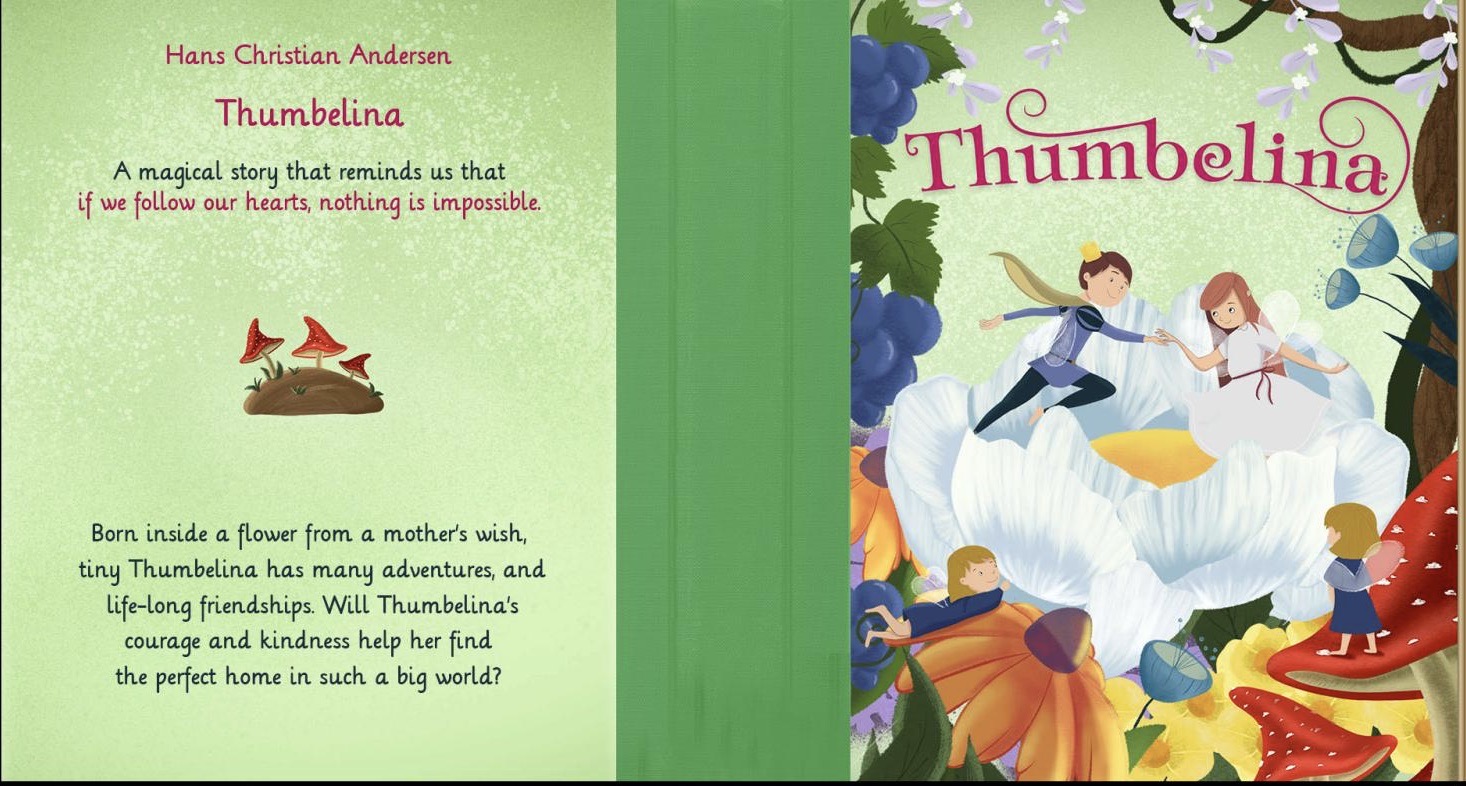 Hans Christian Andersen
Thumbelina
A magical story that reminds us that
if we follow our hearts, nothing is impossible.
Born inside a flower from a mother's wish,
tiny Thumbelina has many adventures, and
life-long friendships. Will Thumbelina's
courage and kindness help her find
the perfect home in such a big world?
Thumbelina